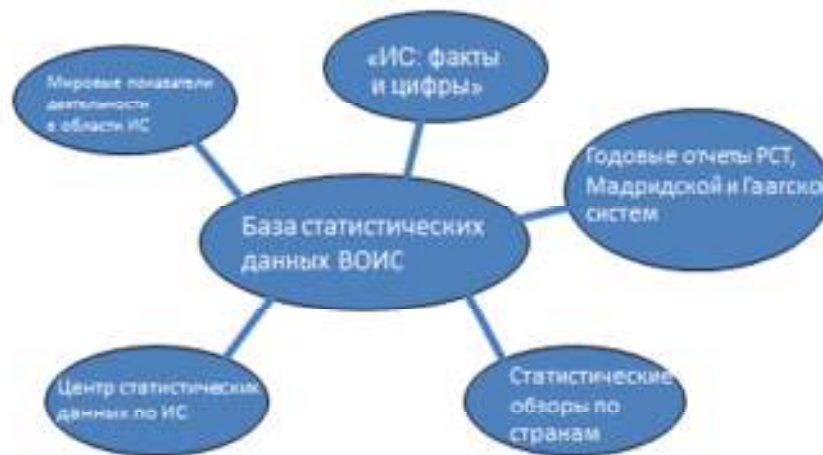 «ИС: факты
и цифры»
Мировые показатели
деятельности
в области ИС
Годовые отчеты РСТ,
Мадридской и Гаагско
систем
База статистических
данных ВОИС
Центр статистических
данных по ИС
Статистические
обзоры по
странам